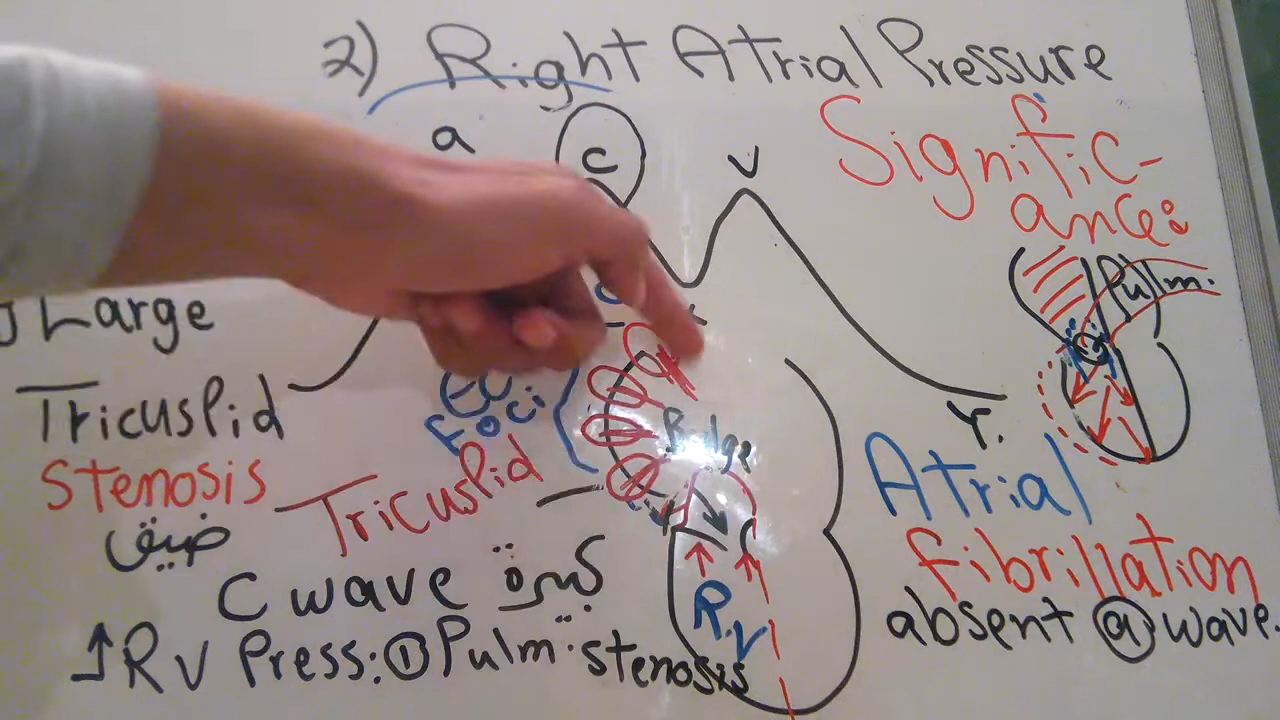 2) Right Atrial Pressure
a
c
v
Signific-
ance:
Pulm.
Large
Tricuspid
Stenosis
ضيق
Foci
Ridge
Tricuspid
y.
Atrial
fibrillation
absent ⓐ wave.
C wave كبيرة
R.V
↑RV Press: ① Pulm. stenosis